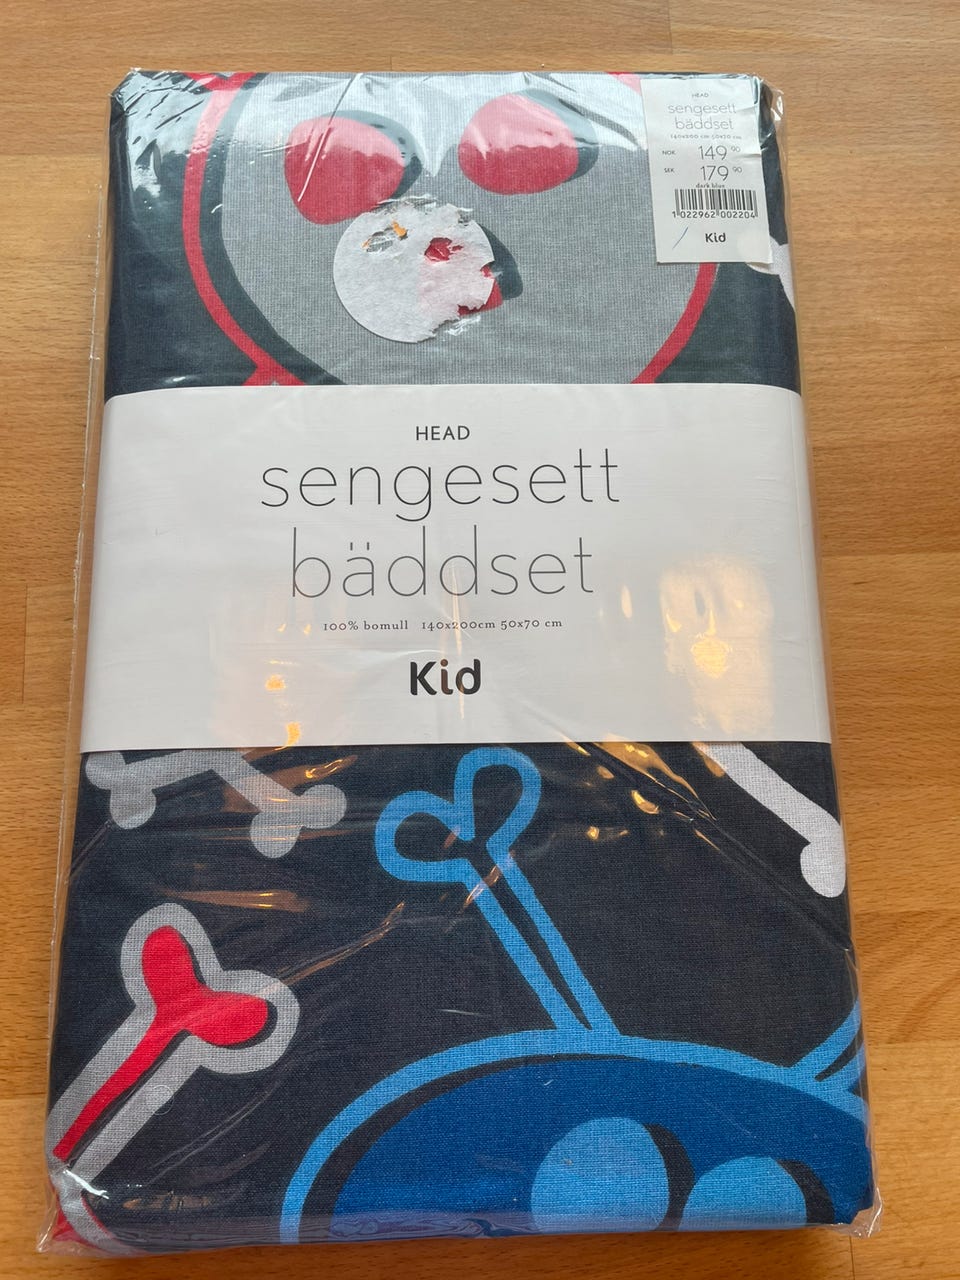 HEAD
sengesett
bäddset
140x200 cm 50x70 cm
NOK 149 90
SEK 179 90
dark blue
1 022962 002204
Kid
HEAD
sengesett
bäddset
100% bomull 140x200cm 50x70 cm
Kid